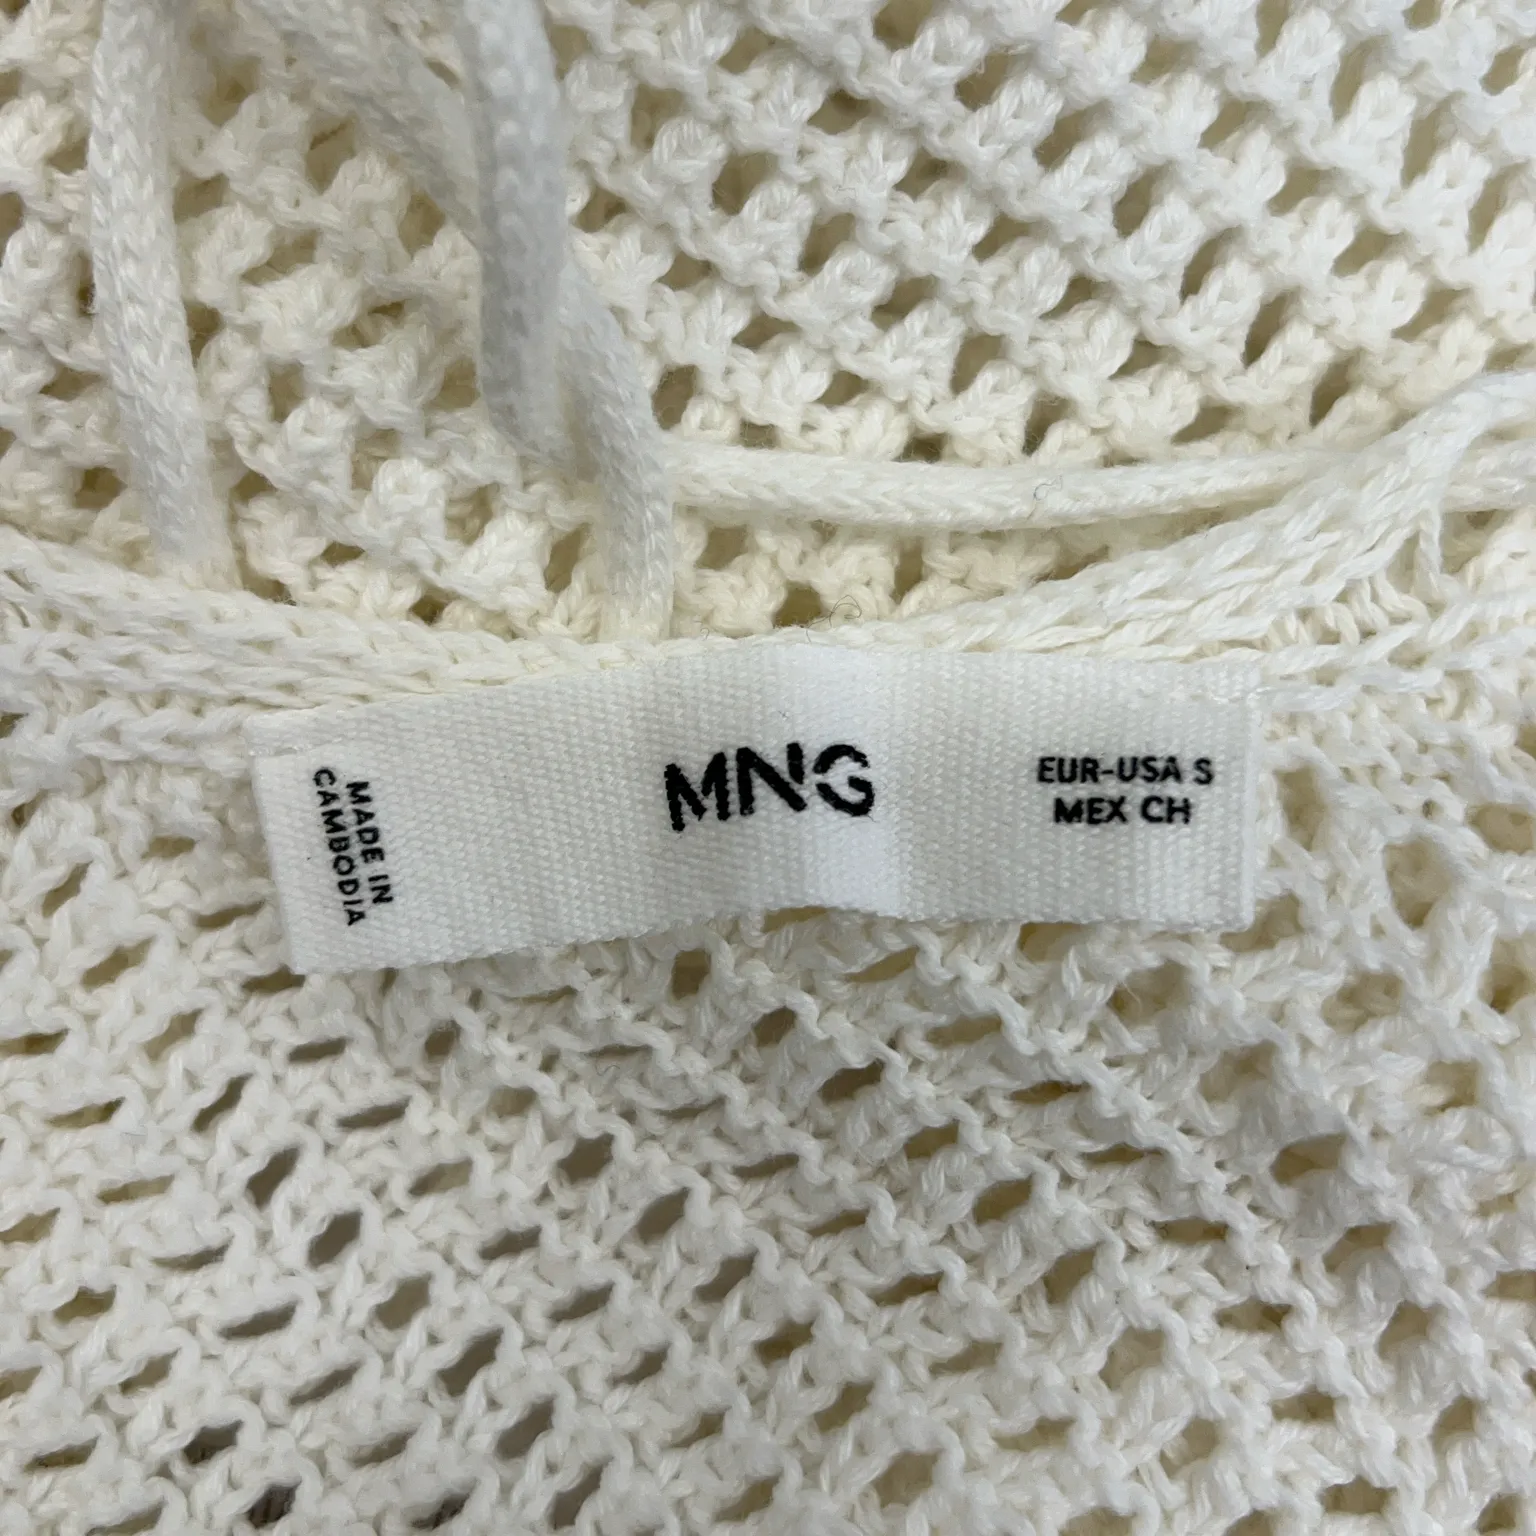 MADE IN
CAMBODIA
MNG
EUR-USA S
MEX CH